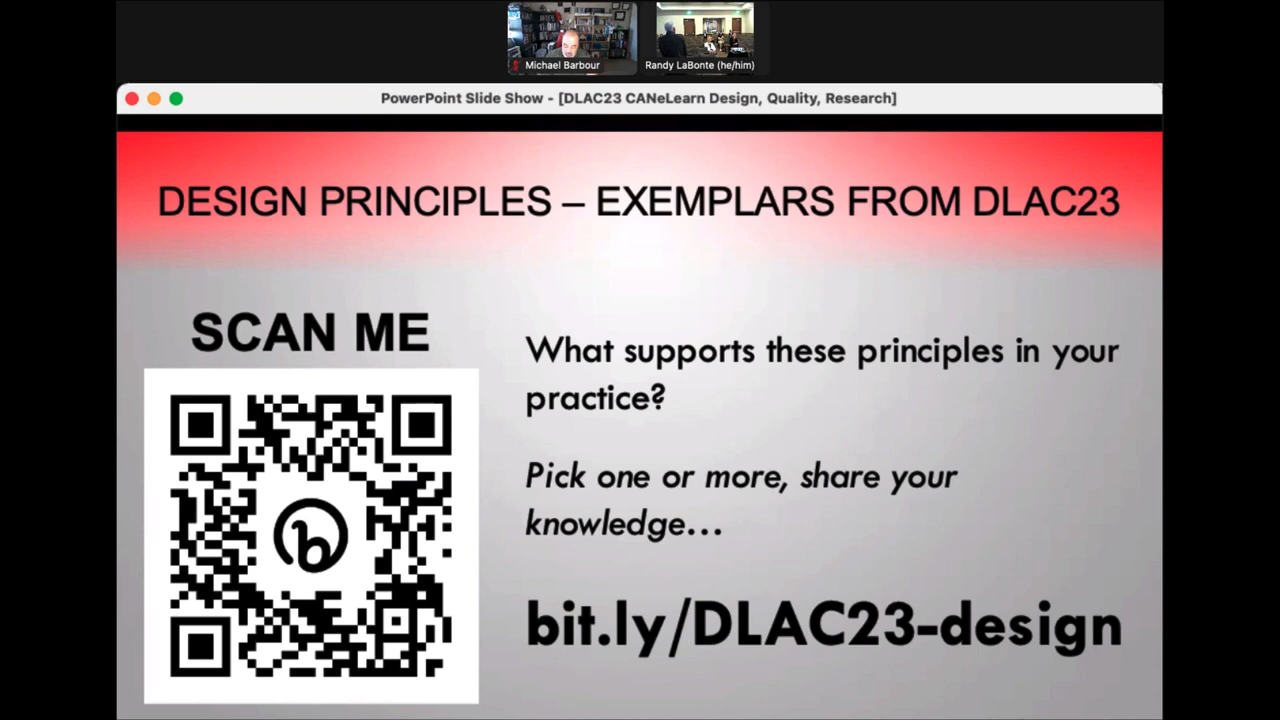 Michael Barbour
Randy LaBonte (he/him)
PowerPoint Slide Show - [DLAC23 CANeLearn Design, Quality, Research]
DESIGN PRINCIPLES – EXEMPLARS FROM DLAC23
SCAN ME
What supports these principles in your
practice?
Pick one or more, share your
knowledge…
b
bit.ly/DLAC23-design